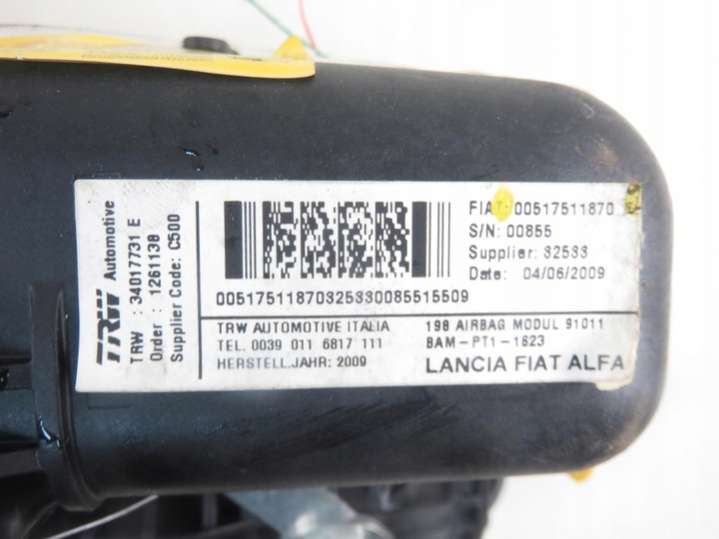 TRW Automotive
TRW : 34017731 E
Order : 1261138
Supplier Code: C500
00517511870325330085515509
FIAT: 00517511870 E
S/N: 00855
Supplier: 32533
Date: 04/06/2009
TRW AUTOMOTIVE ITALIA
TEL. 0039 011 6817 111
HERSTELL.JAHR: 2009
198 AIRBAG MODUL 91011
BAM-PT1-1623
LANCIA FIAT ALFA